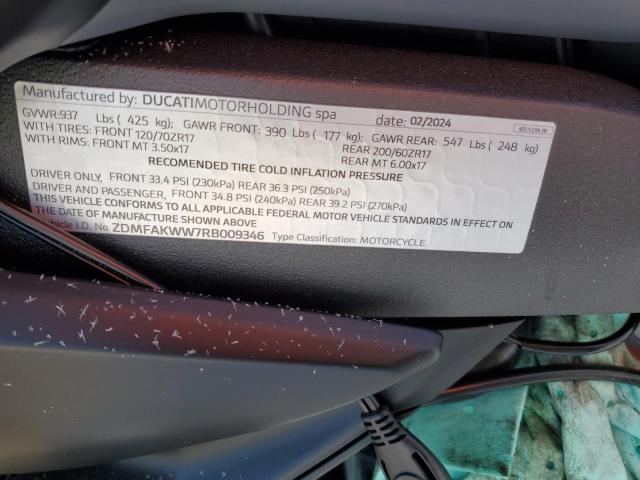 Manufactured by: DUCATIMOTORHOLDING spa date: 02/2024
GVWR:937 Lbs ( 425 kg) GAWR FRONT: 390 Lbs ( 177 kg) GAWR REAR: 547 Lbs ( 248 kg)
WITH TIRES: FRONT 120/70ZR17 REAR 200/60ZR17
WITH RIMS: FRONT MT 3.50x17 REAR MT 6.00x17
RECOMENDED TIRE COLD INFLATION PRESSURE
DRIVER ONLY, FRONT 33.4 PSI (230kPa) REAR 36.3 PSI (250kPa)
DRIVER AND PASSENGER, FRONT 34.8 PSI (240kPa) REAR 39.2 PSI (270kPa)
THIS VEHICLE CONFORMS TO ALL APPLICABLE FEDERAL MOTOR VEHICLE STANDARDS IN EFFECT ON
THE DATE OF MANUFACTURE SHOWN ABOVE
Vehicle I.D. No ZDMFAKWW7RB009346 Type Classification: MOTORCYCLE